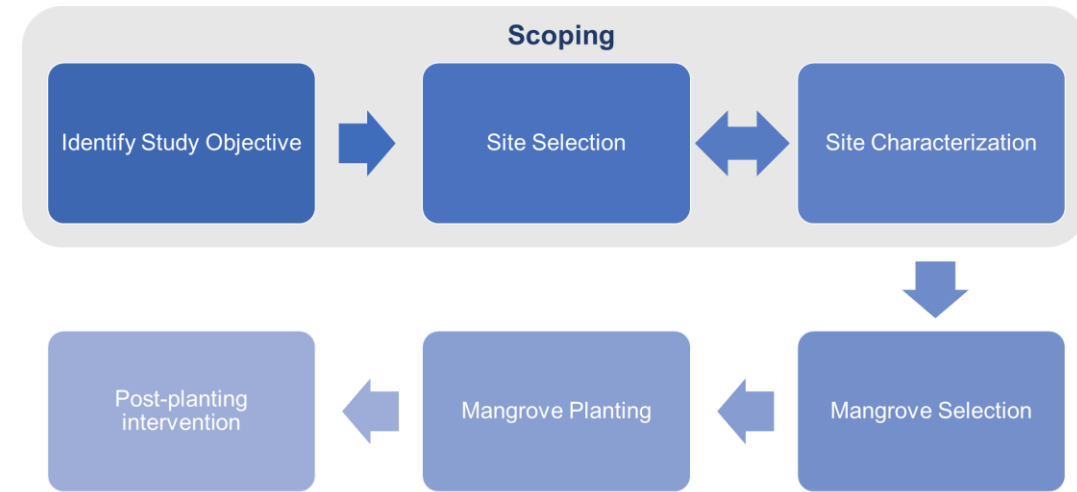 Scoping
Identify Study Objective
Site Selection
Site Characterization
Post-planting
intervention
Mangrove Planting
Mangrove Selection